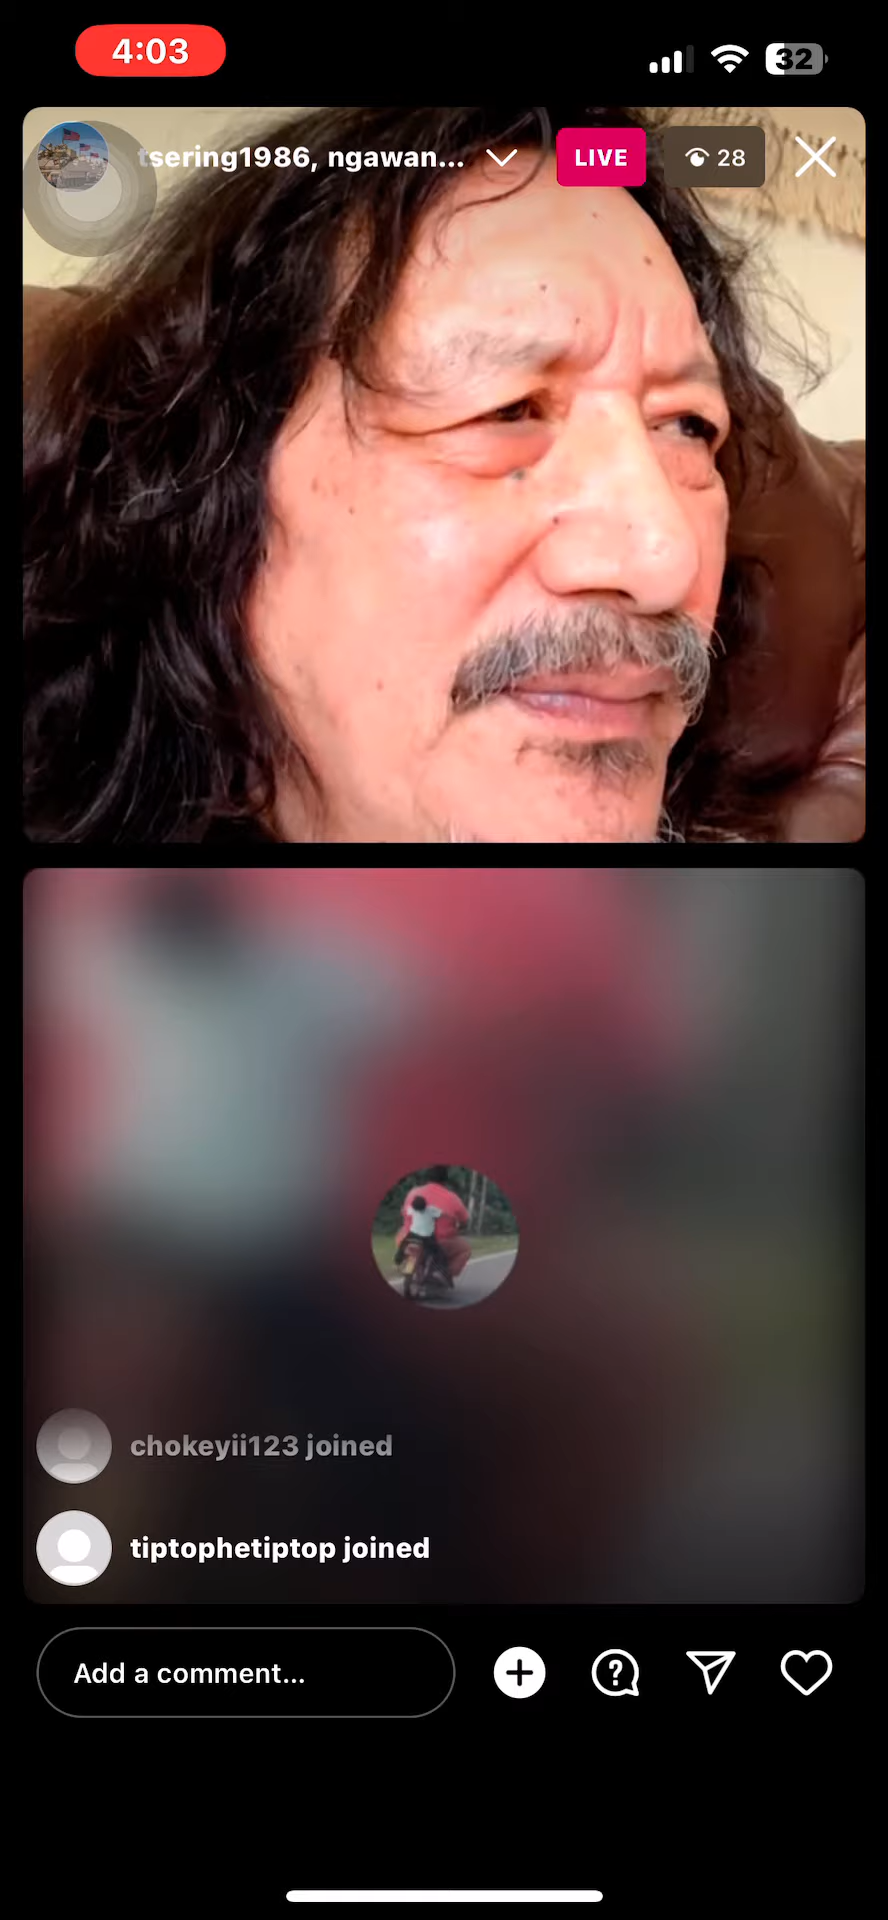 4:03
32
tsering1986, ngawan...
LIVE
28
chokeyii123 joined
tiptophetiptop joined
Add a comment...